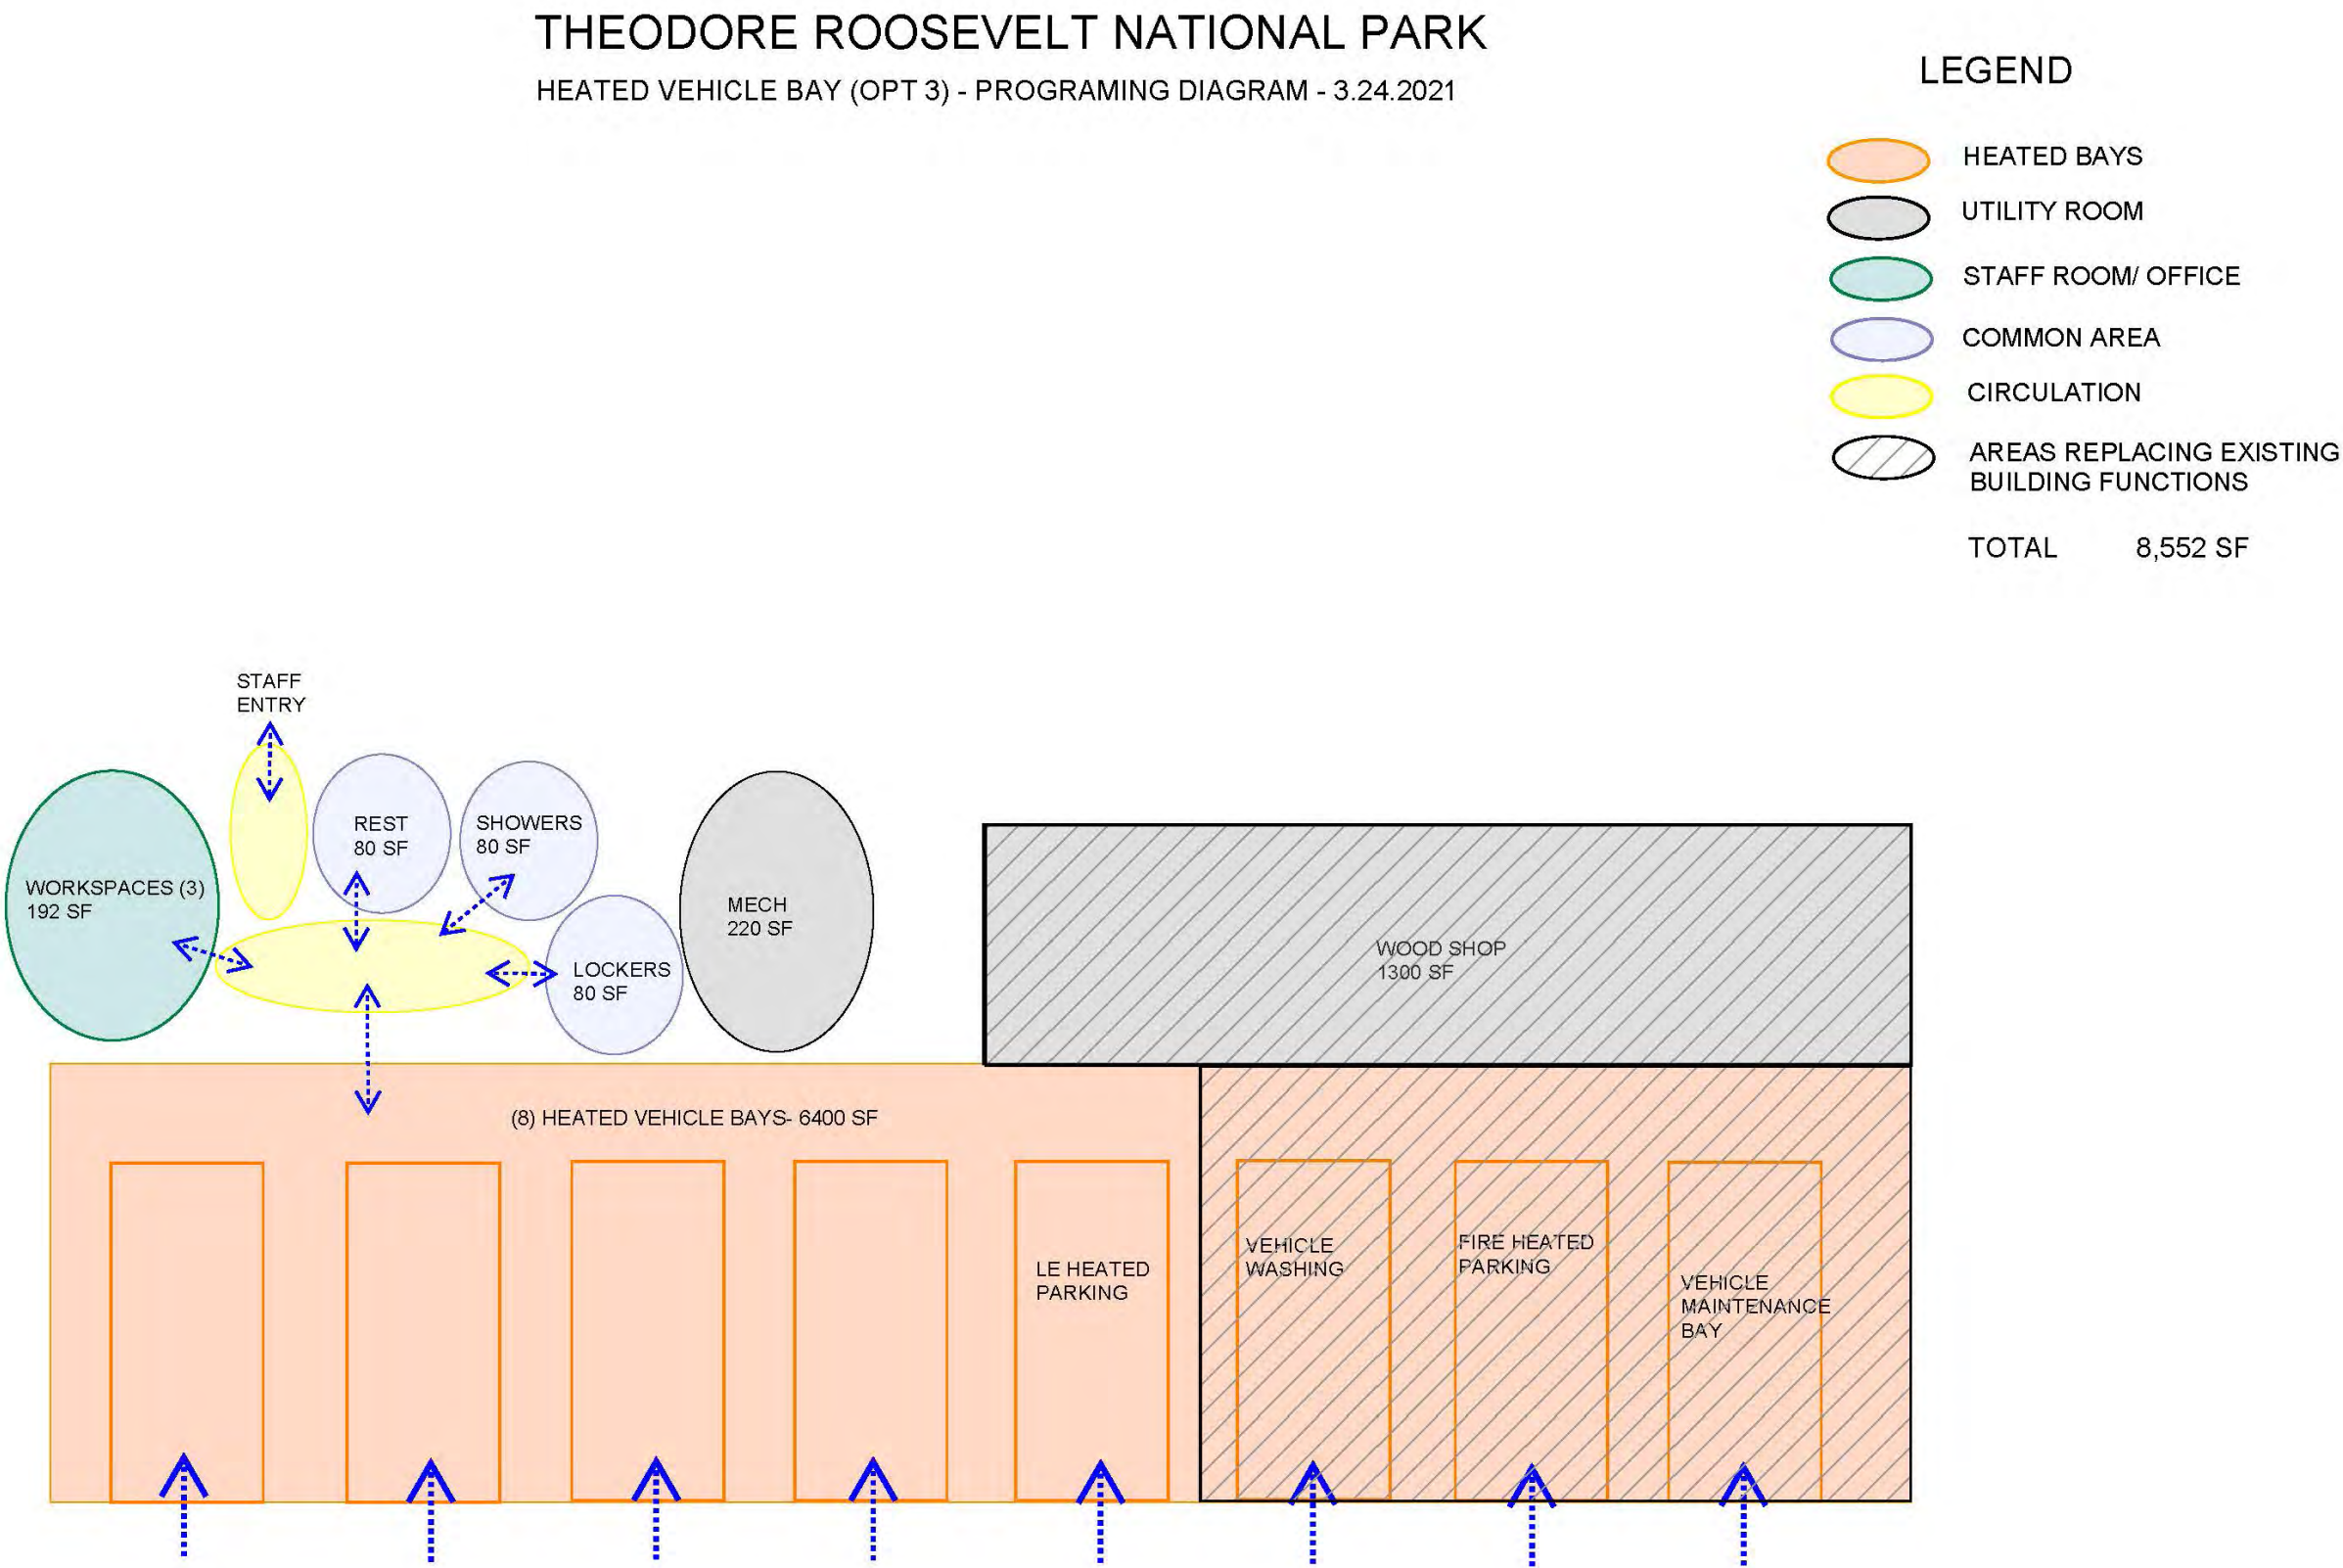 THEODORE ROOSEVELT NATIONAL PARK
HEATED VEHICLE BAY (OPT 3) - PROGRAMING DIAGRAM - 3.24.2021
LEGEND
HEATED BAYS
UTILITY ROOM
STAFF ROOM/ OFFICE
COMMON AREA
CIRCULATION
AREAS REPLACING EXISTING
BUILDING FUNCTIONS
TOTAL 8,552 SF
STAFF
ENTRY
WORKSPACES (3)
192 SF
REST
80 SF
SHOWERS
80 SF
LOCKERS
80 SF
MECH
220 SF
WOOD SHOP
1300 SF
(8) HEATED VEHICLE BAYS- 6400 SF
LE HEATED
PARKING
VEHICLE
WASHING
FIRE HEATED
PARKING
VEHICLE
MAINTENANCE
BAY